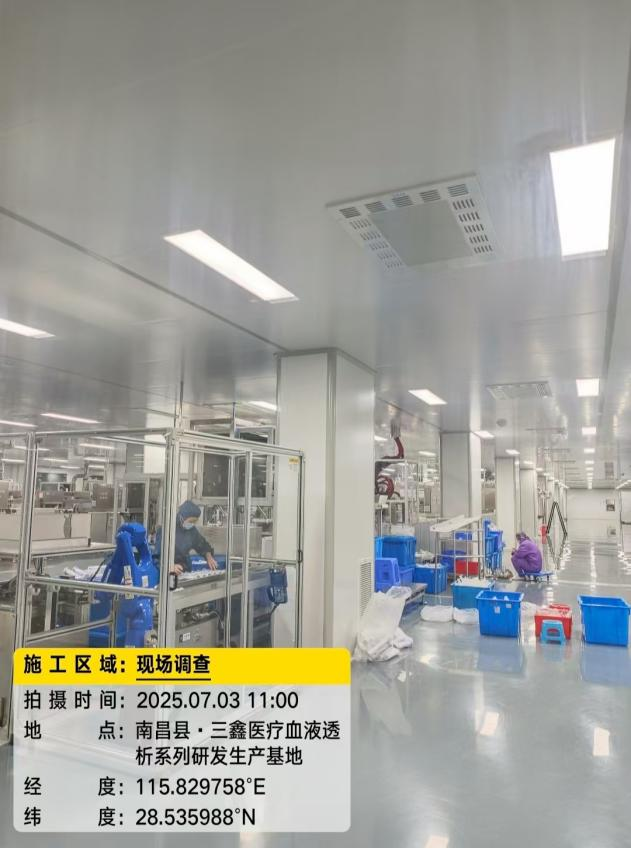 施工区域：现场调查
拍摄时间：2025.07.03 11:00
地点：南昌县·三鑫医疗血液透
析系列研发生产基地
经度：115.829758°E
纬度：28.535988°N